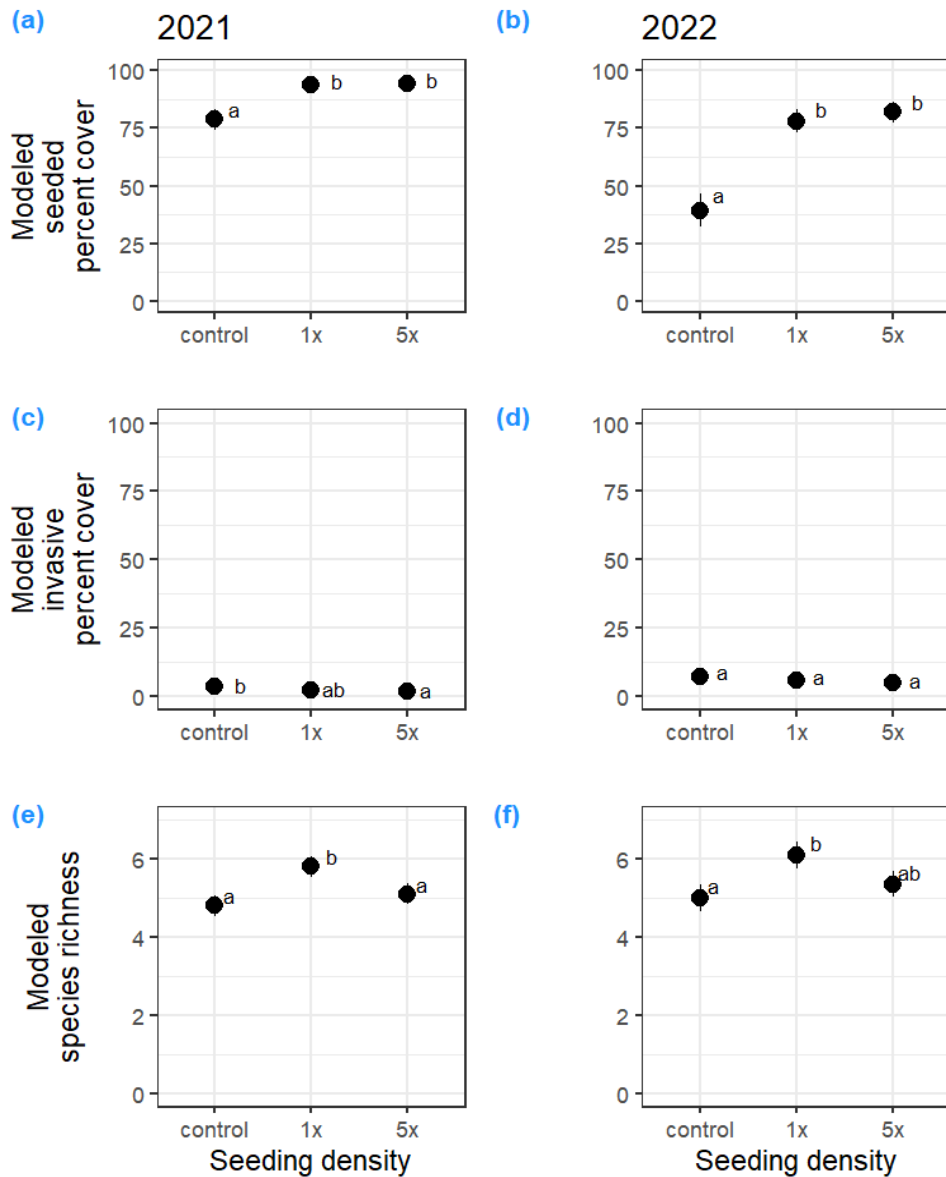 (a)
2021
(b)
2022
Modeled
seeded
percent cover
100
75
50
25
0
a
b
b
control
1x
5x
100
75
50
25
0
a
b
b
control
1x
5x
(c)
(d)
Modeled
invasive
percent cover
100
75
50
25
0
b
ab
a
control
1x
5x
100
75
50
25
0
a
a
a
control
1x
5x
(e)
(f)
Modeled
species richness
6
4
2
0
a
b
a
control
1x
5x
Seeding density
6
4
2
0
a
b
ab
control
1x
5x
Seeding density